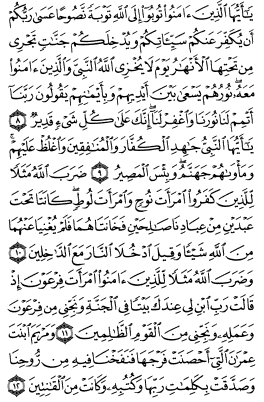 يَٰٓأَيُّهَا ٱلَّذِينَ ءَامَنُوا۟ تُوبُوٓا۟ إِلَى ٱللَّهِ تَوْبَةً نَّصُوحًا عَسَىٰ رَبُّكُمْ
أَن يُكَفِّرَ عَنكُمْ سَيِّـَٔاتِكُمْ وَيُدْخِلَكُمْ جَنَّٰتٍ تَجْرِى
مِن تَحْتِهَا ٱلْأَنْهَٰرُ يَوْمَ لَا يُخْزِى ٱللَّهُ ٱلنَّبِىَّ وَٱلَّذِينَ ءَامَنُوا۟
مَعَهُۥ ۖ نُورُهُمْ يَسْعَىٰ بَيْنَ أَيْدِيهِمْ وَبِأَيْمَٰنِهِمْ يَقُولُونَ رَبَّنَآ
أَتْمِمْ لَنَا نُورَنَا وَٱغْفِرْ لَنَآ ۖ إِنَّكَ عَلَىٰ كُلِّ شَىْءٍ قَدِيرٌ ٨
يَٰٓأَيُّهَا ٱلنَّبِىُّ جَٰهِدِ ٱلْكُفَّارَ وَٱلْمُنَٰفِقِينَ وَٱغْلُظْ عَلَيْهِمْ ۚ
وَمَأْوَىٰهُمْ جَهَنَّمُ ۖ وَبِئْسَ ٱلْمَصِيرُ ٩ ضَرَبَ ٱللَّهُ مَثَلًا
لِّلَّذِينَ كَفَرُوا۟ ٱمْرَأَتَ نُوحٍ وَٱمْرَأَتَ لُوطٍ ۖ كَانَتَا تَحْتَ
عَبْدَيْنِ مِنْ عِبَادِنَا صَٰلِحَيْنِ فَخَانَتَاهُمَا فَلَمْ يُغْنِيَا عَنْهُمَا
مِنَ ٱللَّهِ شَيْـًٔا وَقِيلَ ٱدْخُلَا ٱلنَّارَ مَعَ ٱلدَّٰخِلِينَ ١٠
وَضَرَبَ ٱللَّهُ مَثَلًا لِّلَّذِينَ ءَامَنُوا۟ ٱمْرَأَتَ فِرْعَوْنَ إِذْ
قَالَتْ رَبِّ ٱبْنِ لِى عِندَكَ بَيْتًا فِى ٱلْجَنَّةِ وَنَجِّنِى مِن فِرْعَوْنَ
وَعَمَلِهِۦ وَنَجِّنِى مِنَ ٱلْقَوْمِ ٱلظَّٰلِمِينَ ١١ وَمَرْيَمَ ٱبْنَتَ
عِمْرَٰنَ ٱلَّتِىٓ أَحْصَنَتْ فَرْجَهَا فَنَفَخْنَا فِيهِ مِن رُّوحِنَا
وَصَدَّقَتْ بِكَلِمَٰتِ رَبِّهَا وَكُتُبِهِۦ وَكَانَتْ مِنَ ٱلْقَٰنِتِينَ ١٢